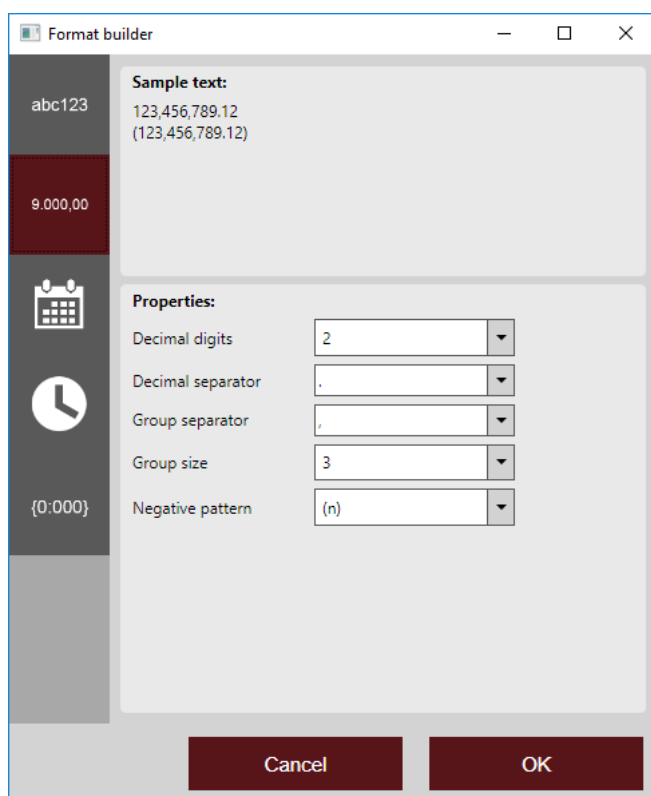 Format builder
abc123
9.000,00
{0:000}
Sample text:
123,456,789.12
(123,456,789.12)
Properties:
Decimal digits 2
Decimal separator .
Group separator ,
Group size 3
Negative pattern (n)
Cancel OK